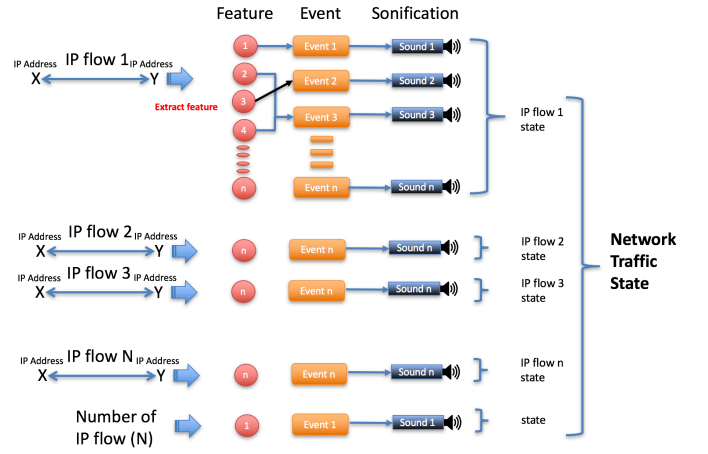 Feature Event Sonification
IP Address IP flow 1 IP Address
X Y
Extract feature
1 Event 1 Sound 1
2 Event 2 Sound 2
3
4 Event 3 Sound 3
n Event n Sound n
IP flow 1
state
IP Address IP flow 2 IP Address
X Y
n Event n Sound n
IP flow 2
state
IP Address IP flow 3 IP Address
X Y
n Event n Sound n
IP flow 3
state
IP Address IP flow N IP Address
X Y
n Event n Sound n
IP flow n
state
Number of
IP flow (N)
1 Event 1 Sound 1
state
Network
Traffic
State